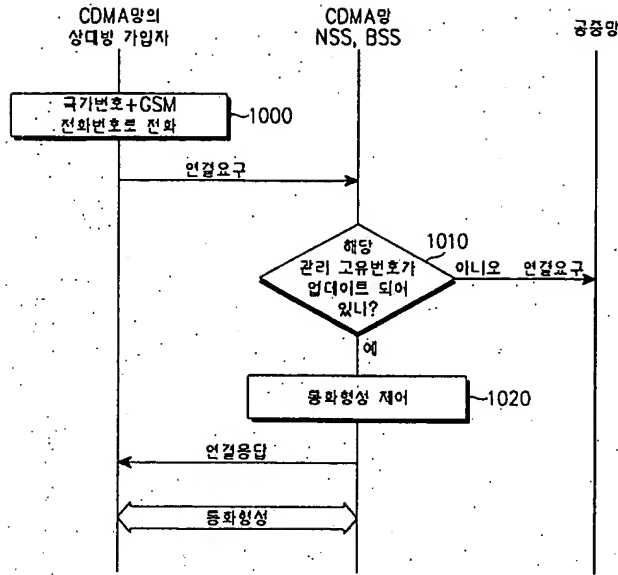 CDMA망의
상대방 가입자
CDMA망
NSS, BSS
공중망
국가번호+GSM
전화번호로 전화
1000
연결요구
해당
관리 고유번호가
업데이트 되어
있나?
1010
아니오
연결요구
예
통화형성 제어
1020
연결응답
통화형성